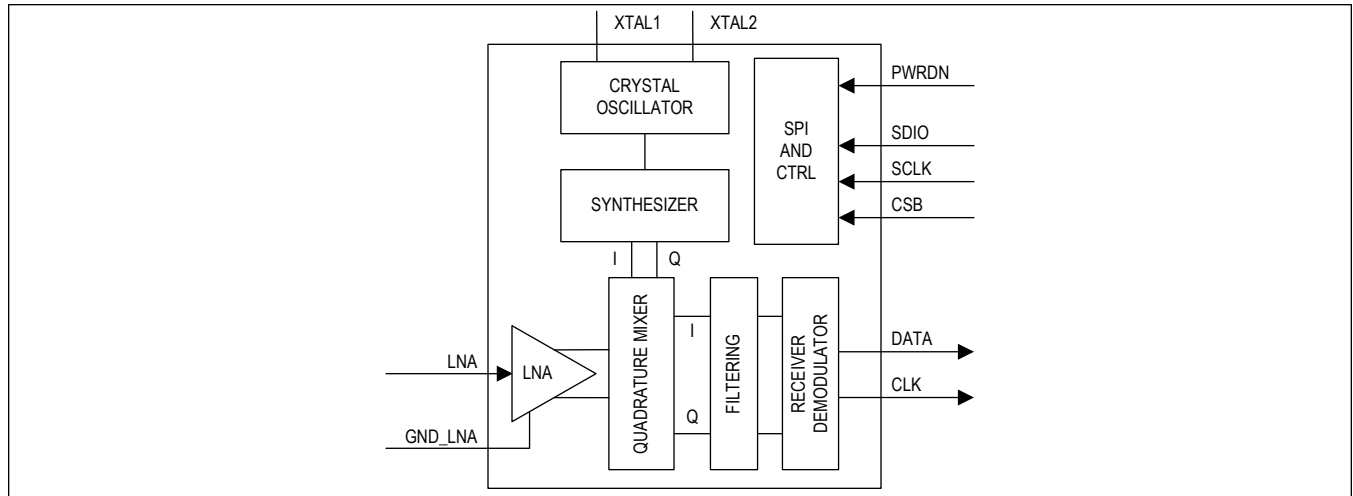 XTAL1
XTAL2
CRYSTAL
OSCILLATOR
PWRDN
SPI
AND
CTRL
SDIO
SCLK
CSB
SYNTHESIZER
I
Q
QUADRATURE MIXER
I
Q
FILTERING
RECEIVER
DEMODULATOR
LNA
LNA
GND_LNA
DATA
CLK